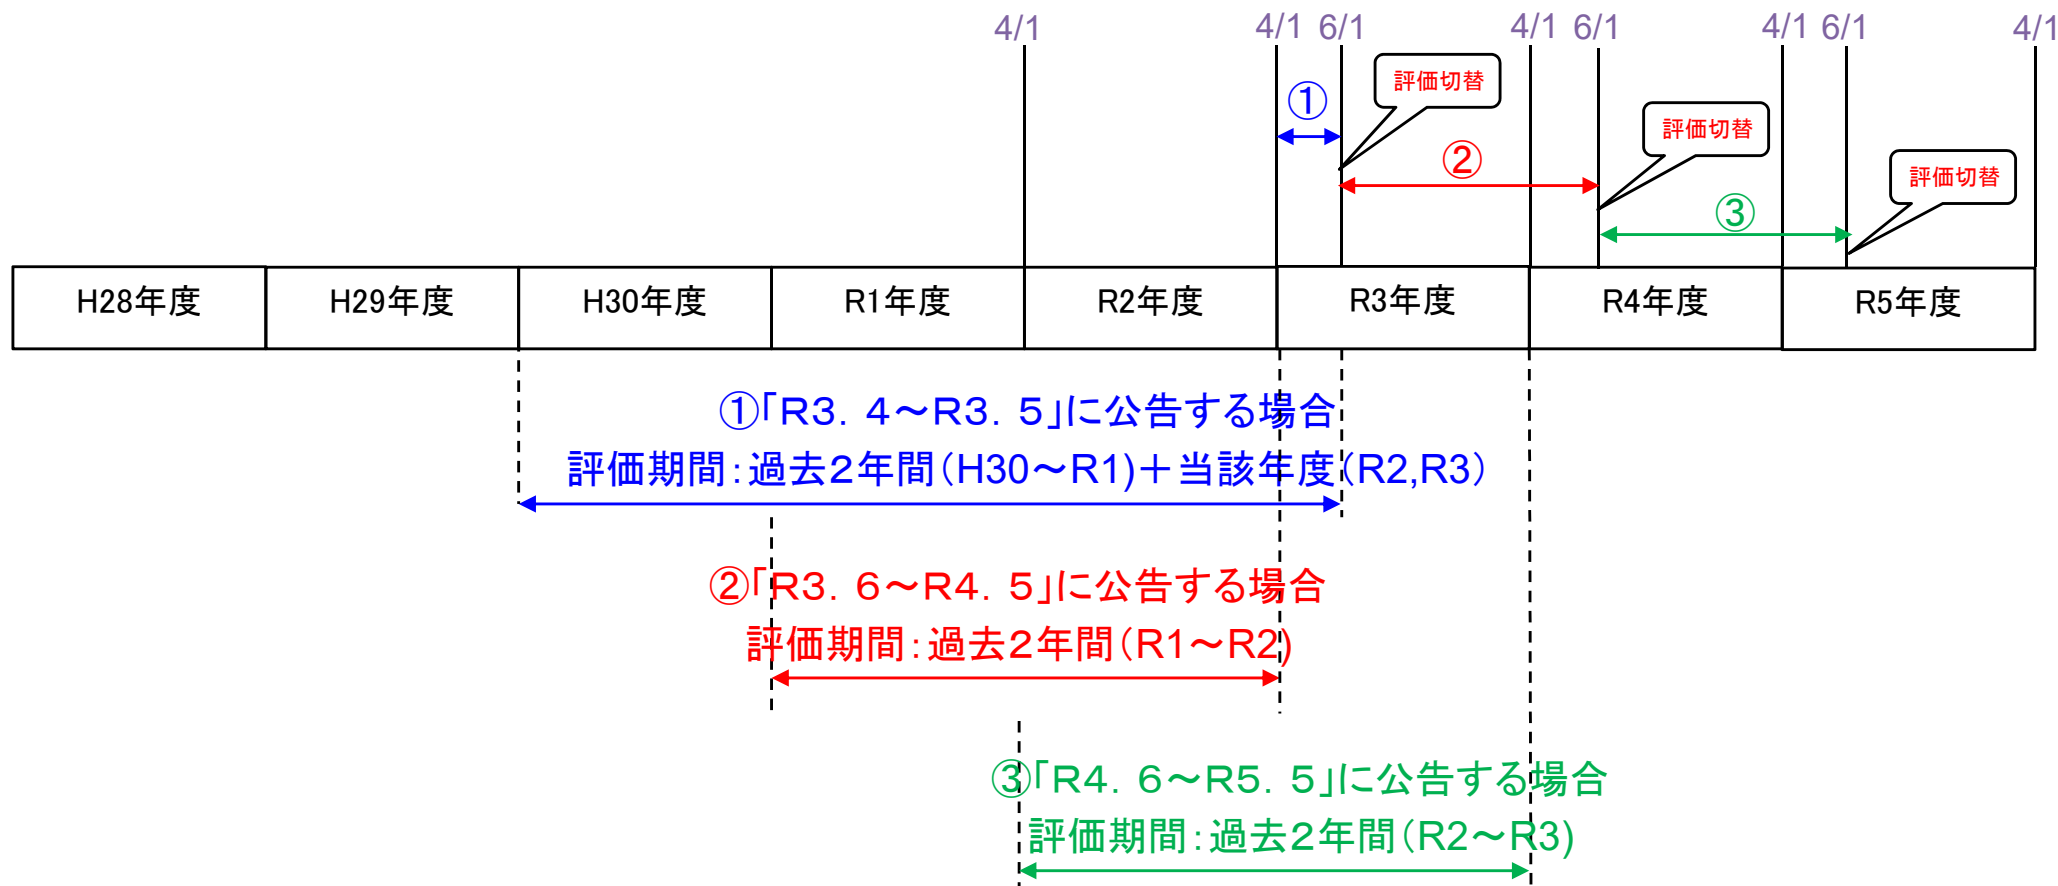 4/1 4/1 6/1 4/1 6/1 4/1 6/1 4/1
評価切替
①
評価切替
②
評価切替
③
H28年度 H29年度 H30年度 R1年度 R2年度 R3年度 R4年度 R5年度
①「R3.4～R3.5」に公告する場合
評価期間：過去2年間（H30～R1)＋当該年度（R2,R3）
②「R3.6～R4.5」に公告する場合
評価期間：過去2年間（R1～R2)
③「R4.6～R5.5」に公告する場合
評価期間：過去2年間（R2～R3)